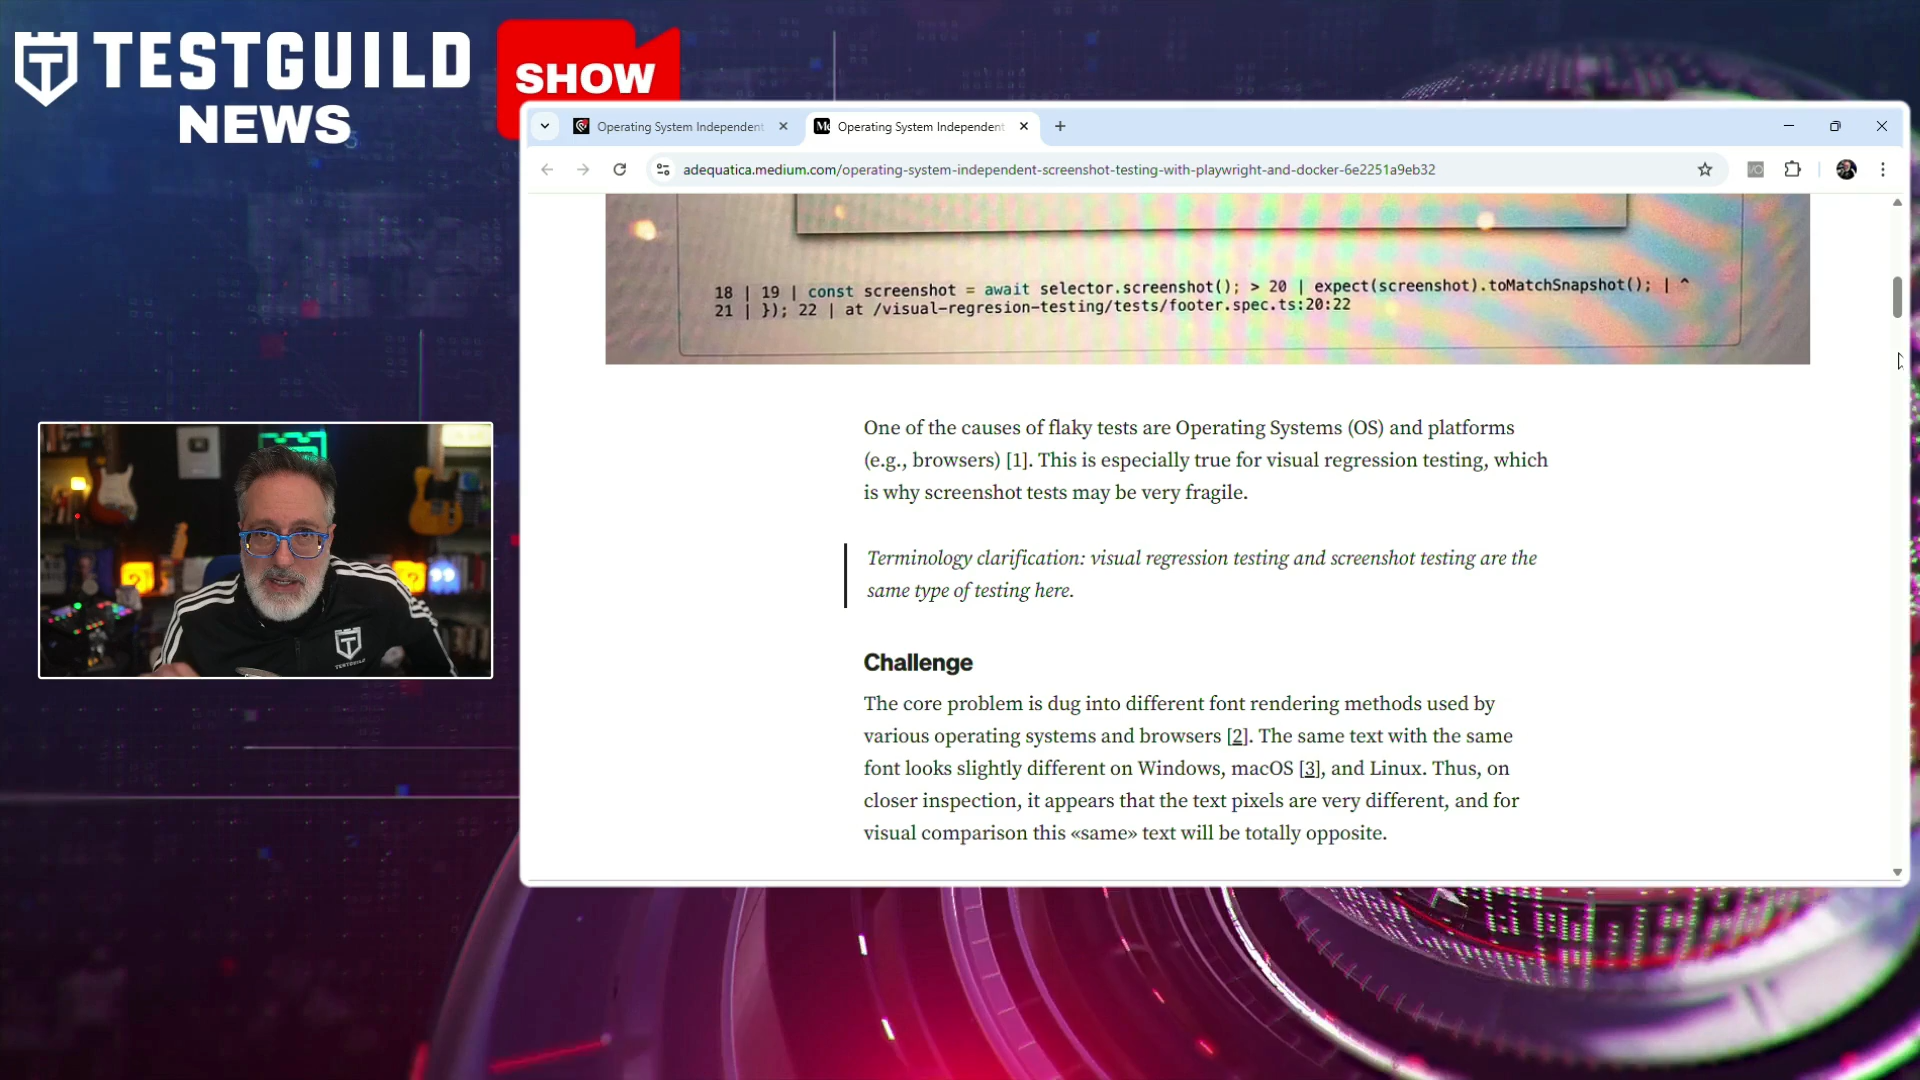 TESTGUILD
NEWS
SHOW
Operating System Independent
Operating System Independent
adequatica.medium.com/operating-system-independent-screenshot-testing-with-playwright-and-docker-6e2251a9eb32
18 | 19 | const screenshot = await selector.screenshot(); > 20 | expect(screenshot).toMatchSnapshot(); | ^
21 | }); 22 | at /visual-regresion-testing/tests/footer.spec.ts:20:22
One of the causes of flaky tests are Operating Systems (OS) and platforms
(e.g., browsers) [1]. This is especially true for visual regression testing, which
is why screenshot tests may be very fragile.
Terminology clarification: visual regression testing and screenshot testing are the
same type of testing here.
Challenge
The core problem is dug into different font rendering methods used by
various operating systems and browsers [2]. The same text with the same
font looks slightly different on Windows, macOS [3], and Linux. Thus, on
closer inspection, it appears that the text pixels are very different, and for
visual comparison this «same» text will be totally opposite.
TESTGUILD